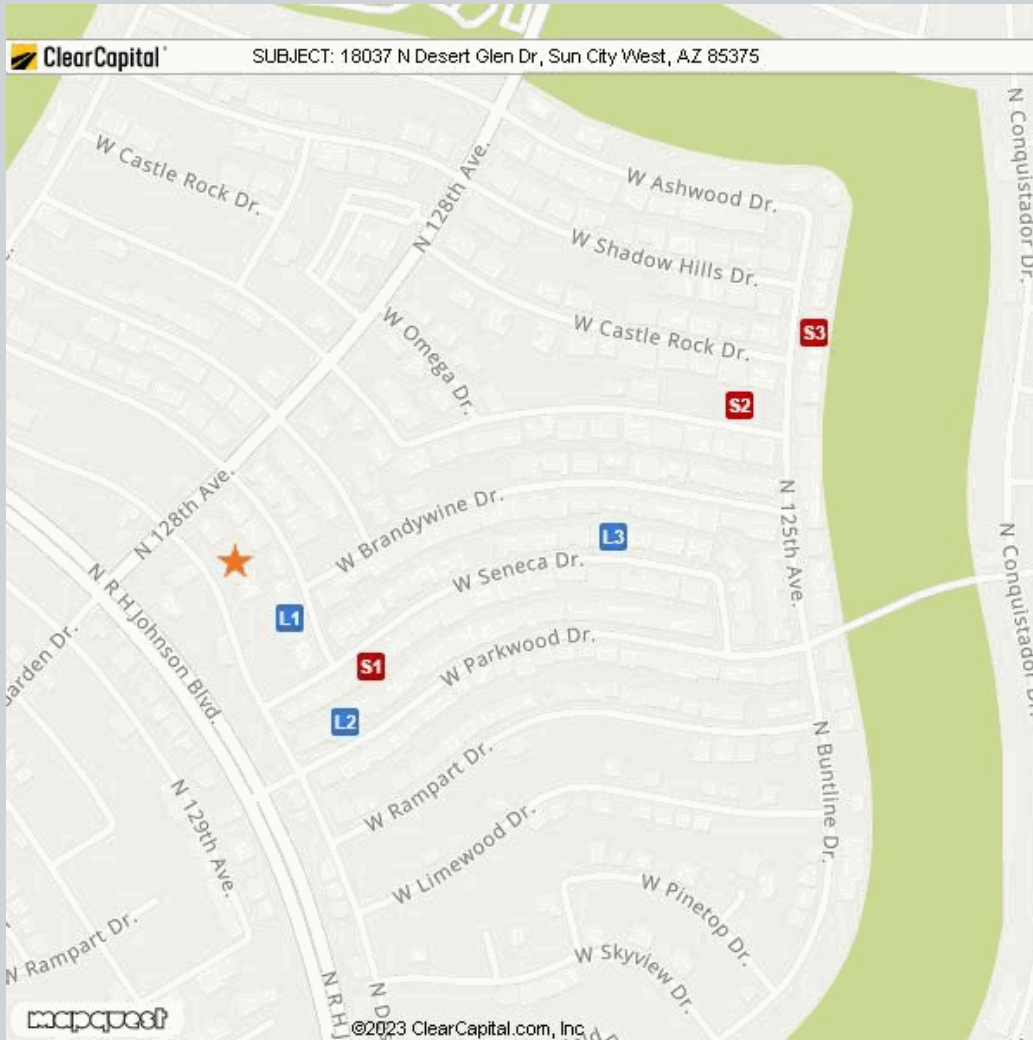 ClearCapital
SUBJECT: 18037 N Desert Glen Dr, Sun City West, AZ 85375
N Conquistador Dr.
W Castle Rock Dr.
N 128th Ave.
W Ashwood Dr.
W Shadow Hills Dr.
W Castle Rock Dr.
S3
W Omega Dr.
S2
N 128th Ave.
W Brandywine Dr.
N 125th Ave.
L3
W Seneca Dr.
N Conquistador Dr.
N R H Johnson Blvd.
L1
Garden Dr.
S1
W Parkwood Dr.
L2
W Rampart Dr.
N Buntline Dr.
N 129th Ave.
W Limewood Dr.
W Pinetop Dr.
W Rampart Dr.
W Skyview Dr.
N R H J
N D
mapquest
©2023 ClearCapital.com, Inc